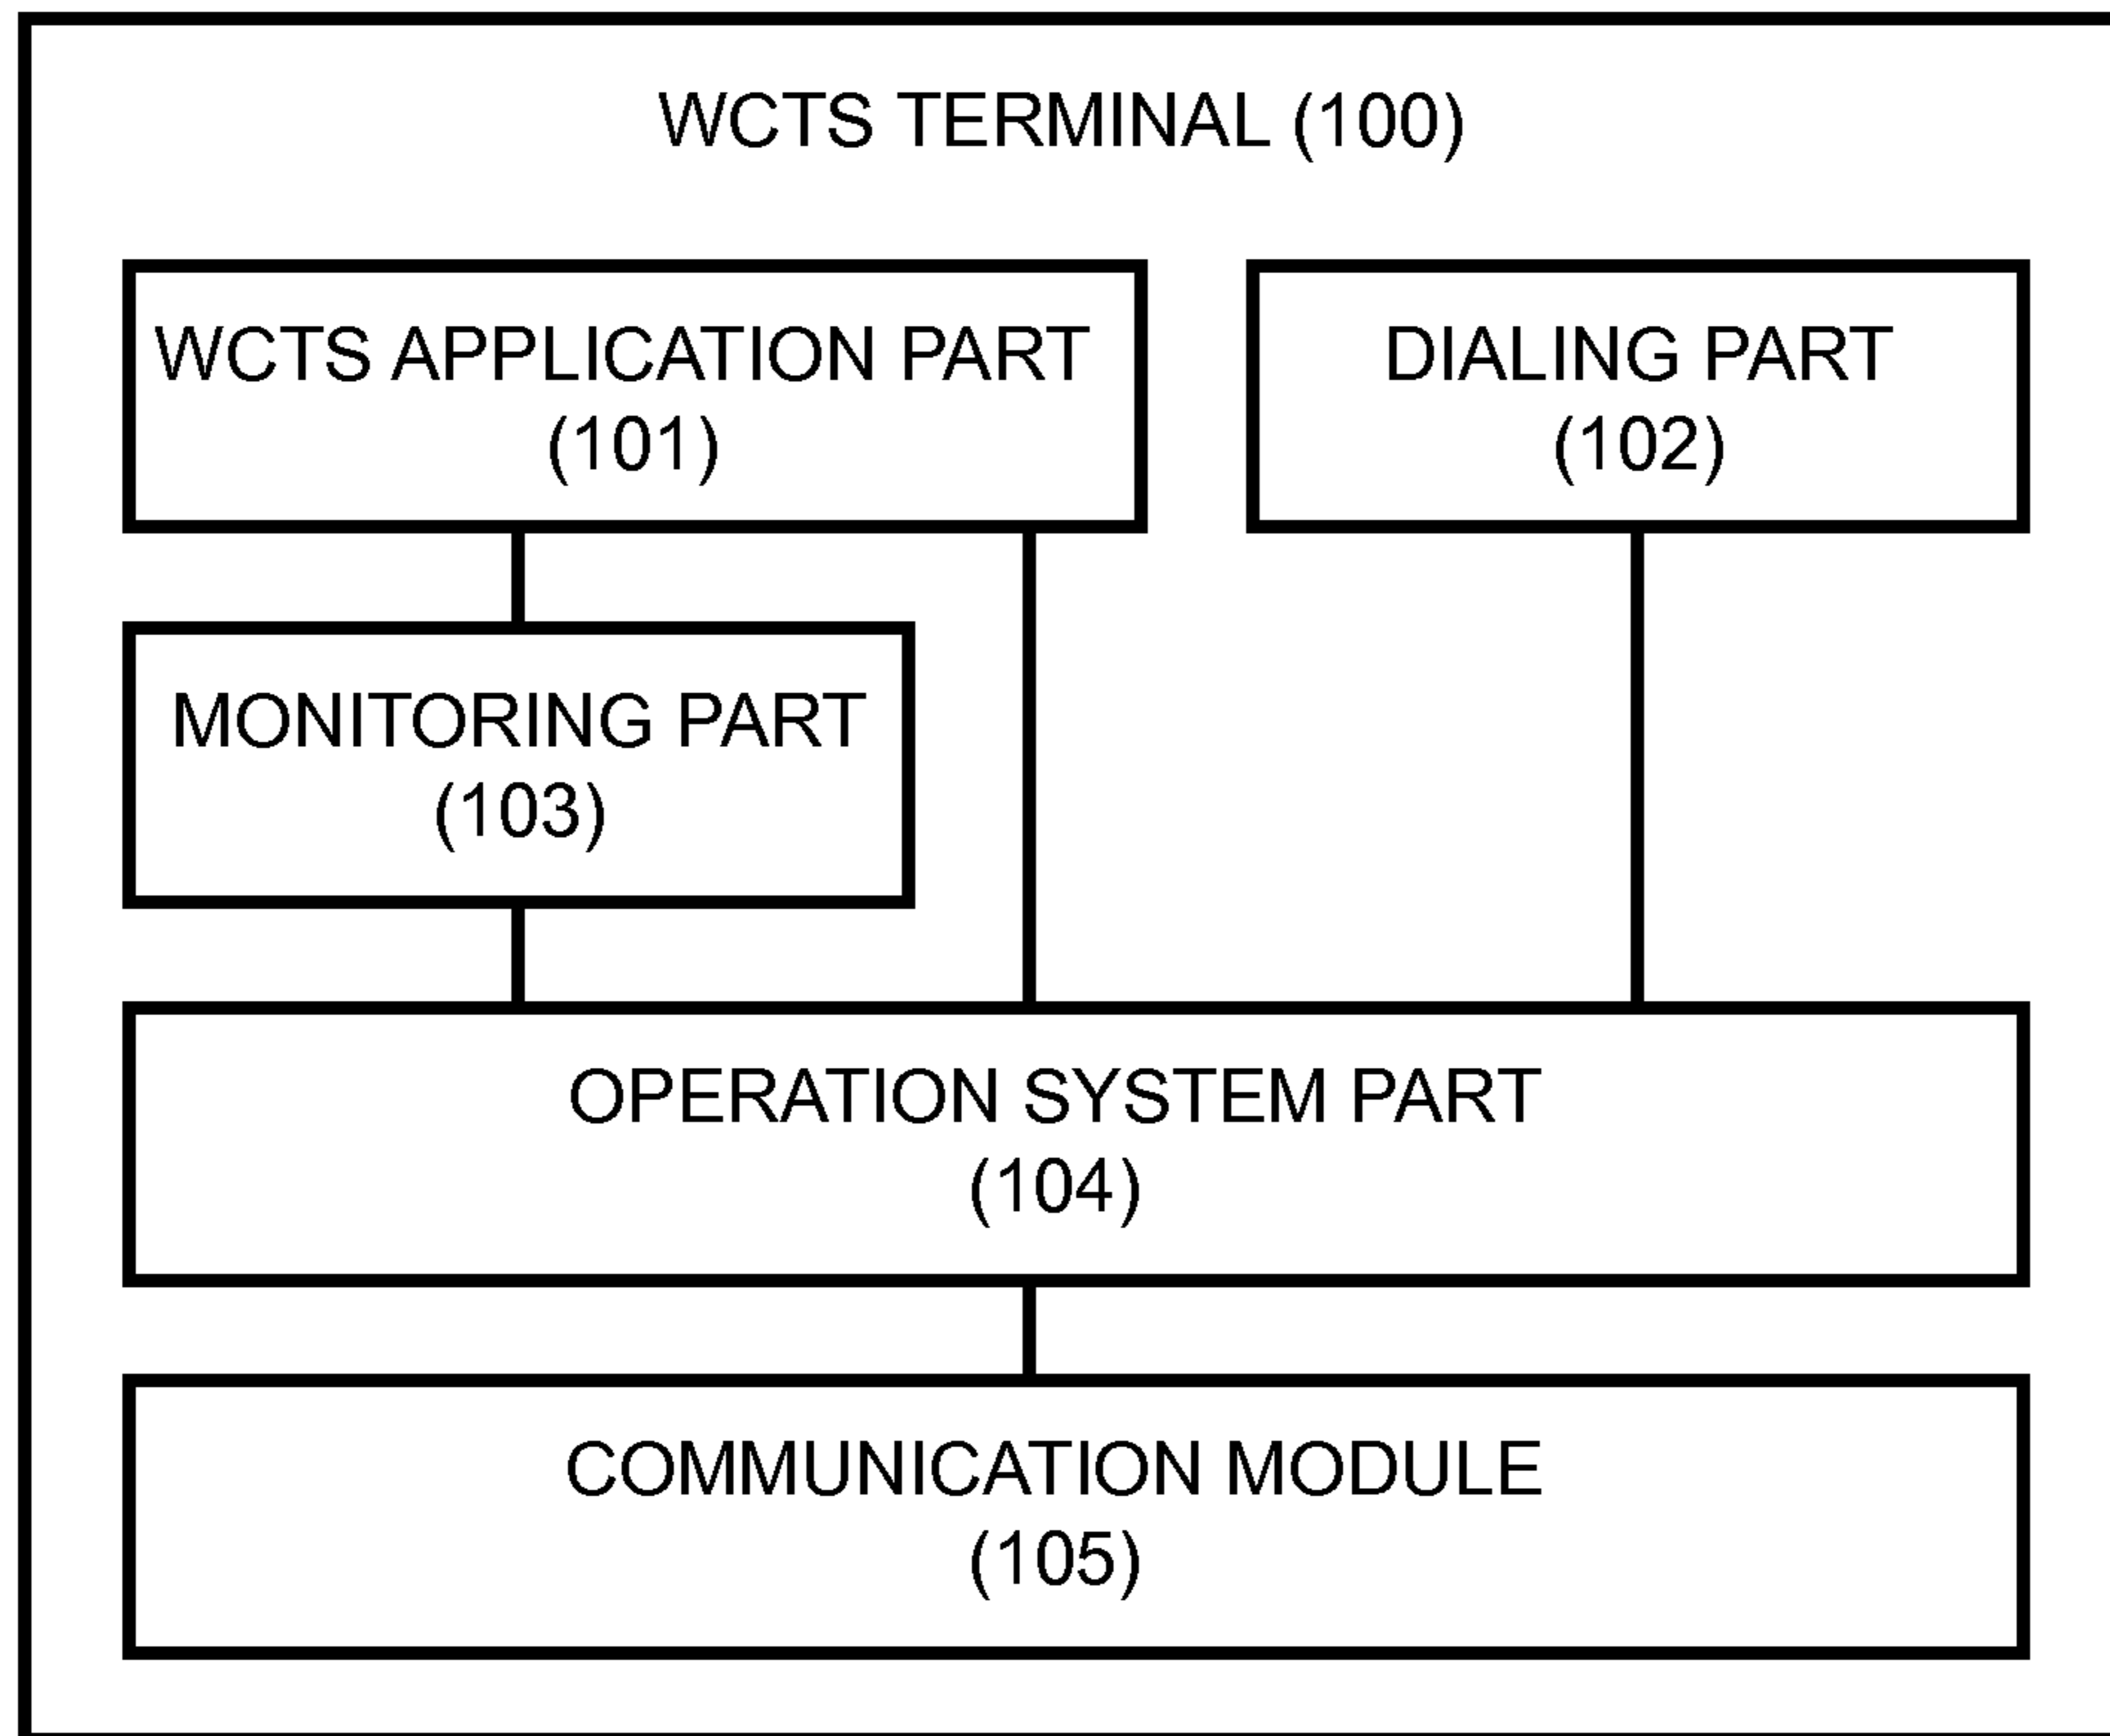 WCTS TERMINAL (100)
WCTS APPLICATION PART
(101)
DIALING PART
(102)
MONITORING PART
(103)
OPERATION SYSTEM PART
(104)
COMMUNICATION MODULE
(105)